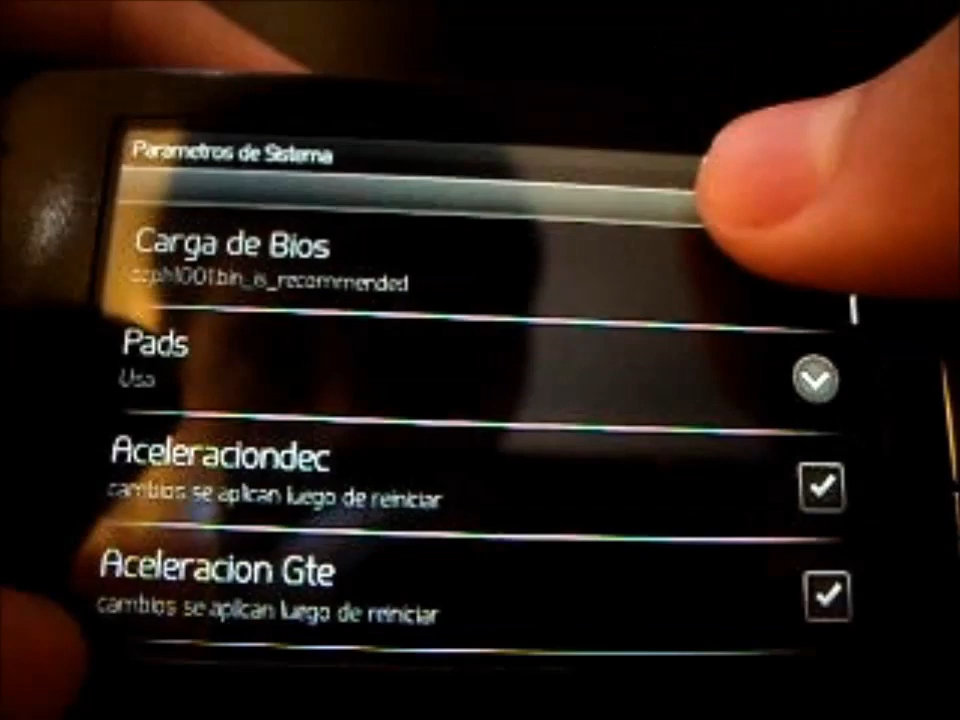 Parametros de Sistema
Carga de Bios
scph1001.bin_is_recommended
Pads
Usa
Aceleraciondec
cambios se aplican luego de reiniciar
Aceleracion Gte
cambios se aplican luego de reiniciar